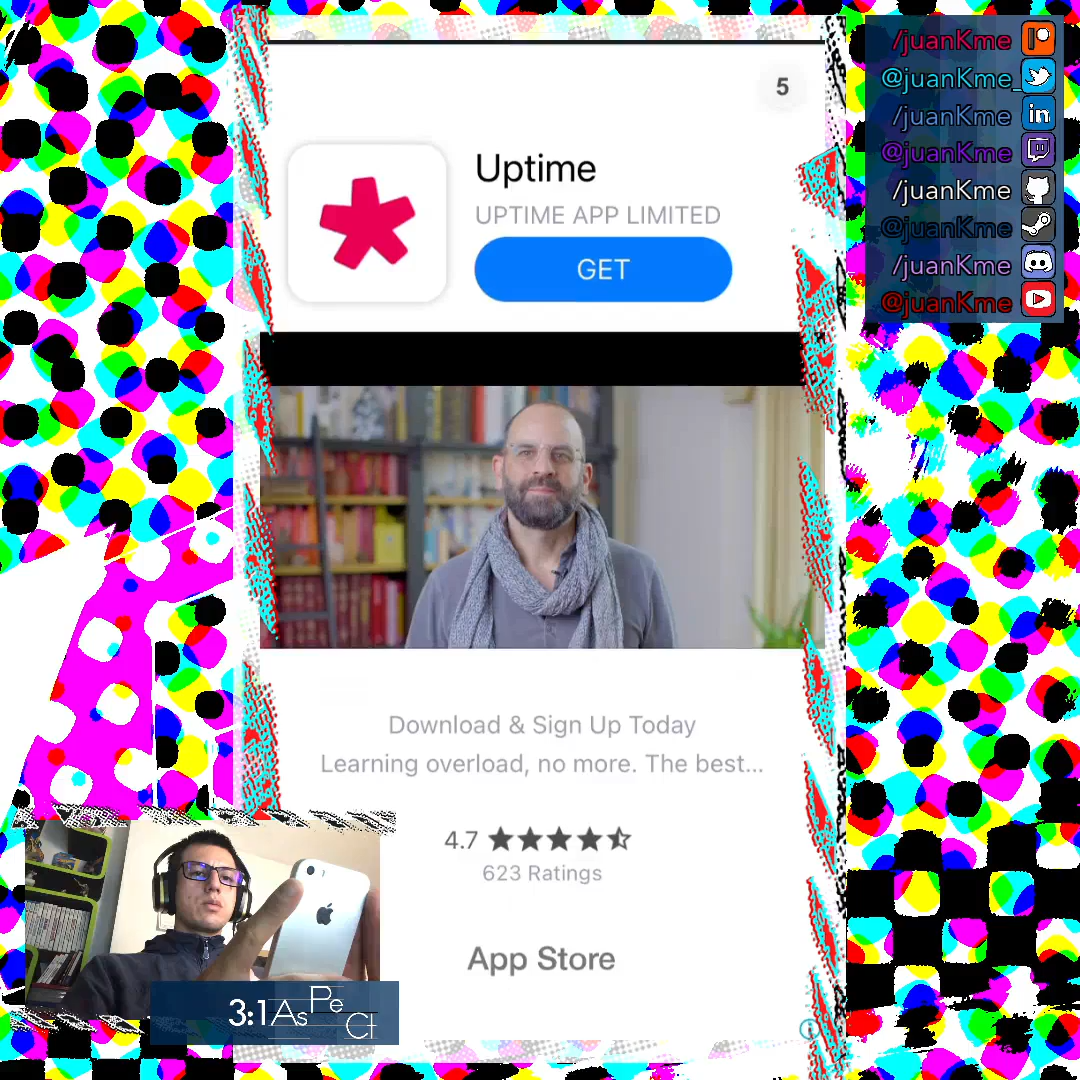 5
Uptime
UPTIME APP LIMITED
GET
Download & Sign Up Today
Learning overload, no more. The best...
4.7
623 Ratings
App Store
/juanKme
@juanKme_
/juanKme
in
@juanKme
/juanKme
@juanKme
/juanKme
@juanKme
3:1AsPeCt